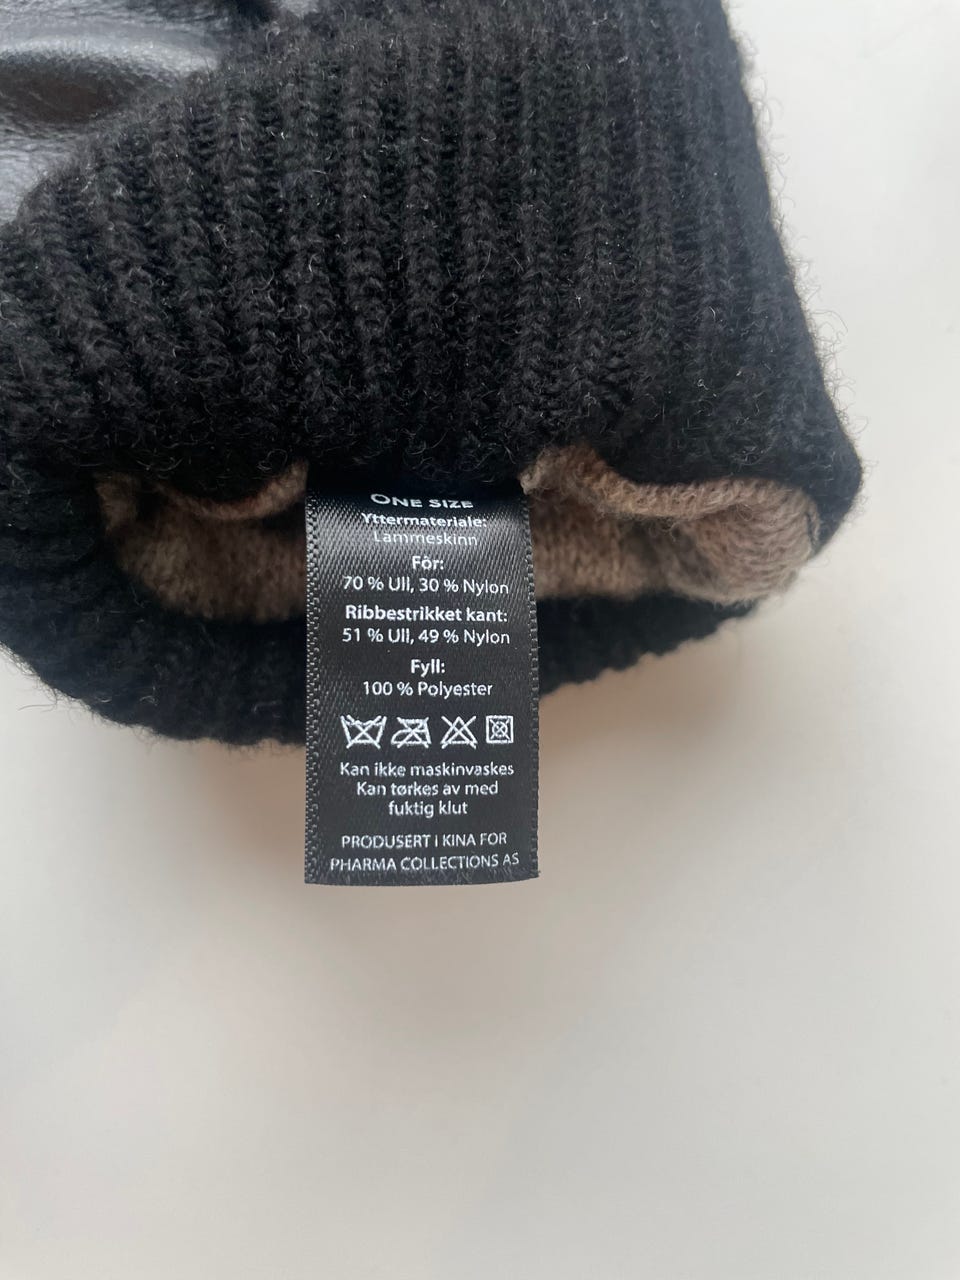 ONE SIZE
Yttermateriale:
Lammeskinn
Fôr:
70 % Ull, 30 % Nylon
Ribbestrikket kant:
51 % Ull, 49 % Nylon
Fyll:
100 % Polyester
Kan ikke maskinvaskes
Kan tørkes av med
fuktig klut
PRODUSERT I KINA FOR
PHARMA COLLECTIONS AS